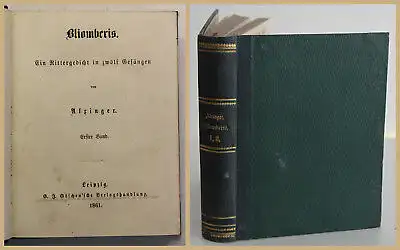 Bliomberis.
Ein Rittergedicht in zwölf Gesängen
von
Alxinger.
Erster Band.
Leipzig.
G. J. Göschen'sche Verlagshandlung.
1861.
Alxinger.
Bliomberis.
I. II.